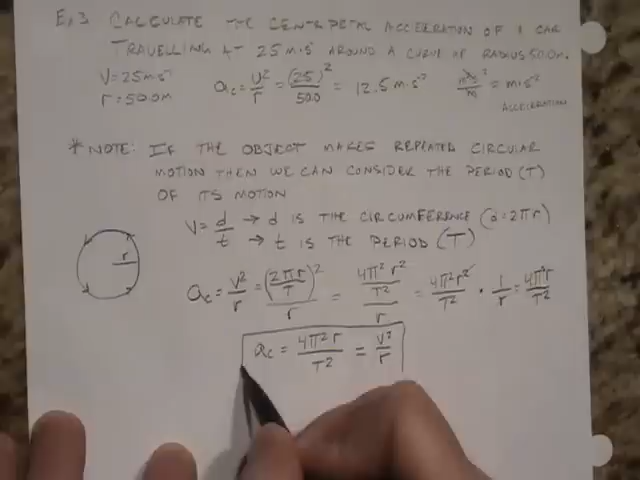 Ex 3 CALCULATE THE CENTRIPETAL ACCELERATION OF A CAR
TRAVELLING AT 25 m·s⁻¹ AROUND A CURVE OF RADIUS 50.0m.
V = 25 m·s⁻¹
r = 50.0m
ac = V²/r = (25)²/50.0 = 12.5 m·s⁻²
m²s⁻²/m = m·s⁻²
ACCELERATION
* NOTE: IF THE OBJECT MAKES REPEATED CIRCULAR
MOTION THEN WE CAN CONSIDER THE PERIOD (T)
OF ITS MOTION
V = d/t → d IS THE CIRCUMFERENCE (d = 2πr)
→ t IS THE PERIOD (T)
r
ac = V²/r = (2πr/T)²/r = 4π²r²/T²/r = 4π²r²/T² · 1/r = 4π²r/T²
ac = 4π²r/T² = V²/r